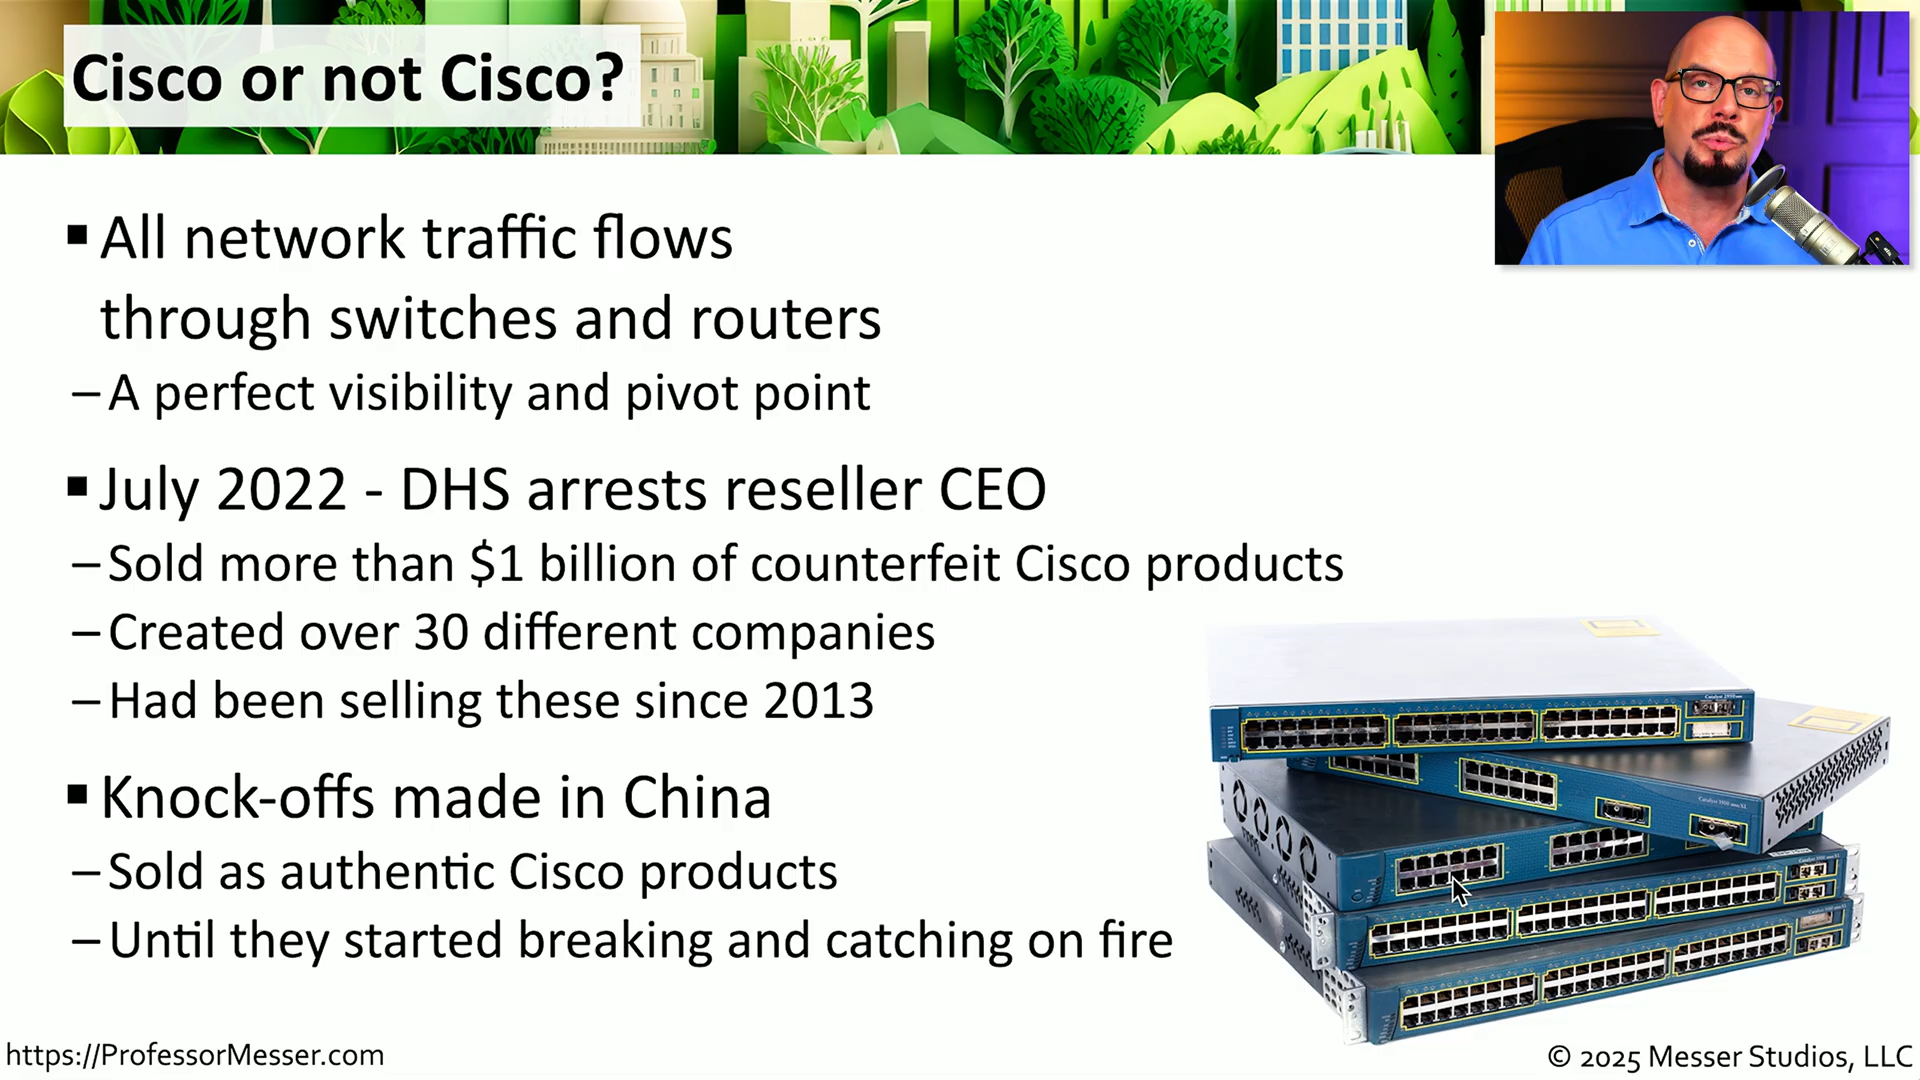 Cisco or not Cisco?
▪ All network traffic flows
through switches and routers
– A perfect visibility and pivot point
▪ July 2022 - DHS arrests reseller CEO
– Sold more than $1 billion of counterfeit Cisco products
– Created over 30 different companies
– Had been selling these since 2013
▪ Knock-offs made in China
– Sold as authentic Cisco products
– Until they started breaking and catching on fire
https://ProfessorMesser.com
© 2025 Messer Studios, LLC